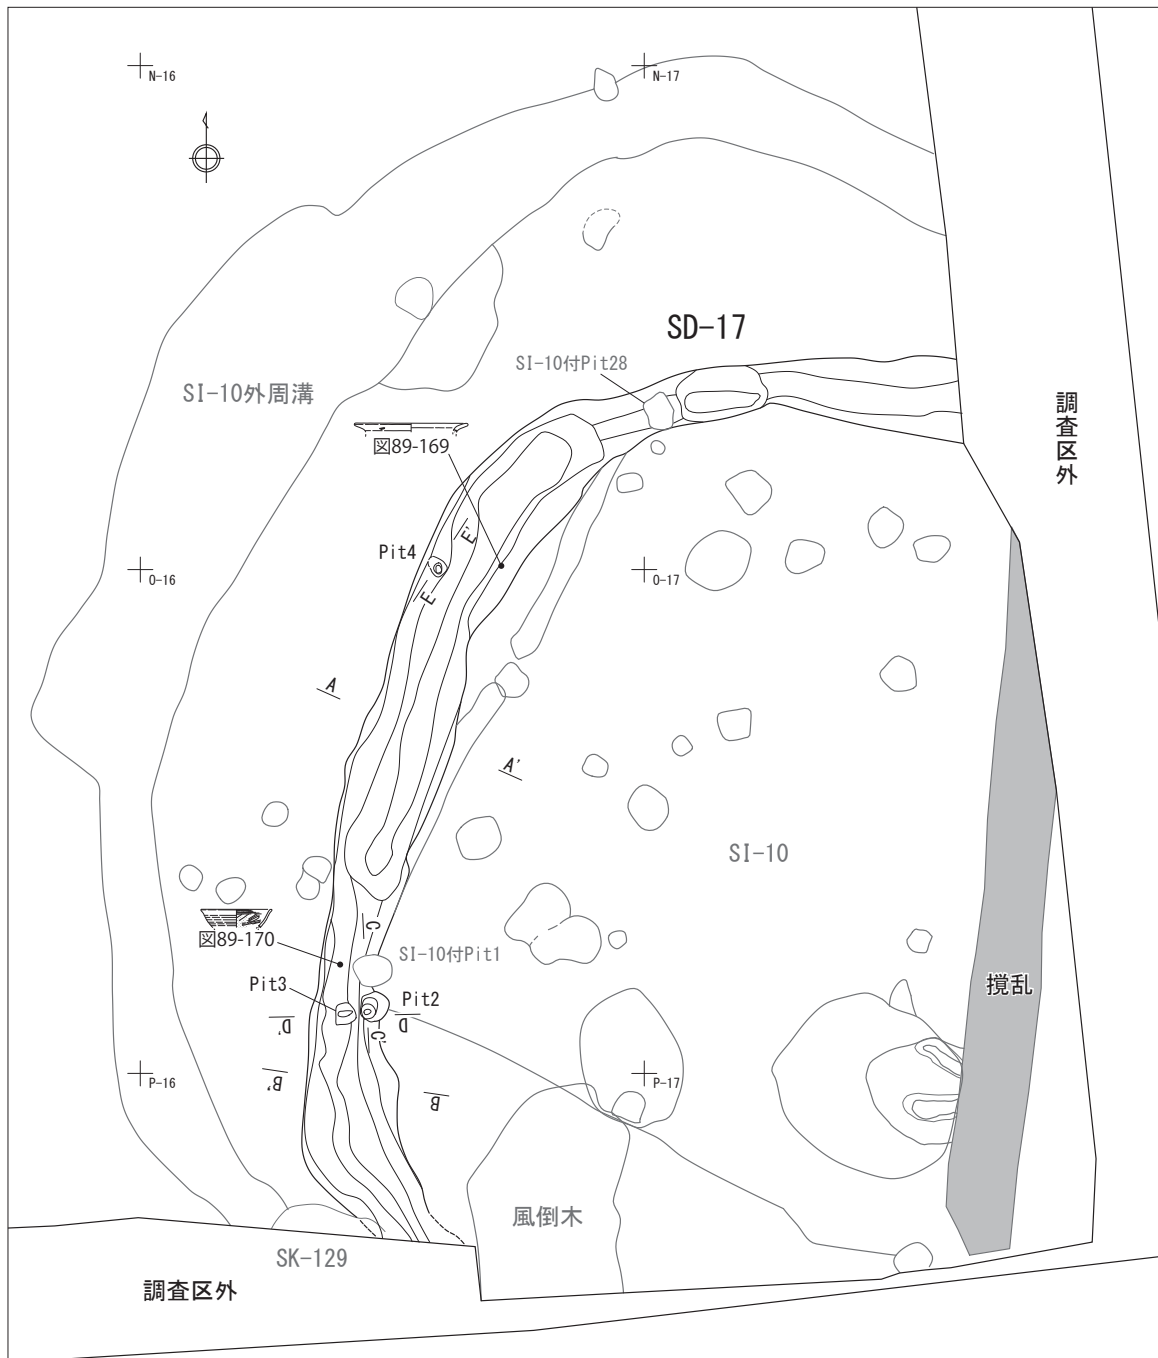 N-16
N-17
SD-17
SI-10付Pit28
SI-10外周溝
調査区外
図89-169
Pit4
E'
E
O-16
O-17
A
A'
SI-10
C
図89-170
SI-10付Pit1
撹乱
Pit3
Pit2
D'
D
C'
P-16
B'
B
P-17
風倒木
SK-129
調査区外